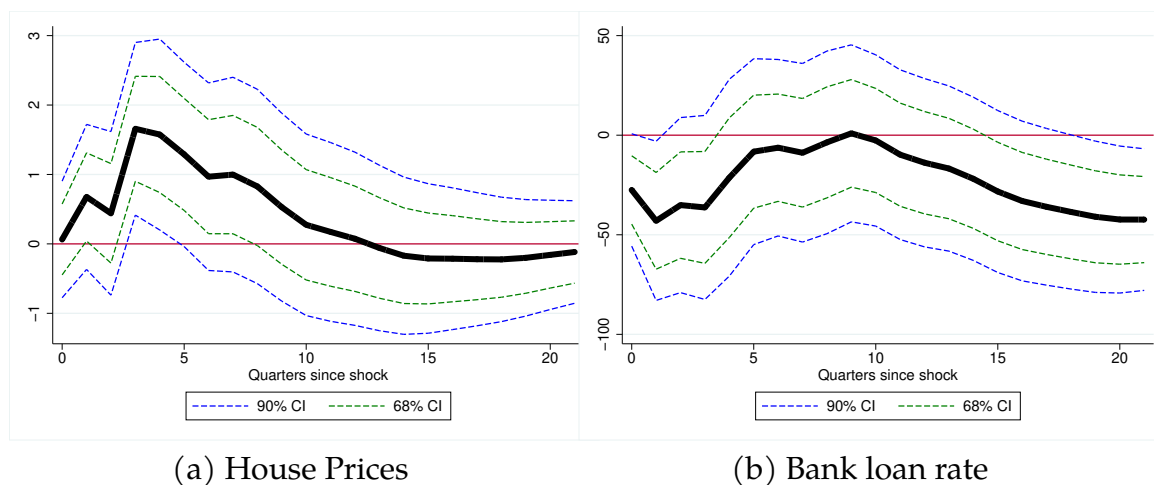 3
2
1
0
−1
0 5 10 15 20
Quarters since shock
90% CI 68% CI
(a) House Prices
50
0
−50
−100
0 5 10 15 20
Quarters since shock
90% CI 68% CI
(b) Bank loan rate